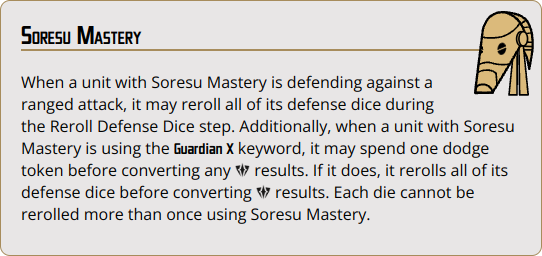 Soresu Mastery
When a unit with Soresu Mastery is defending against a
ranged attack, it may reroll all of its defense dice during
the Reroll Defense Dice step. Additionally, when a unit with Soresu
Mastery is using the Guardian X keyword, it may spend one dodge
token before converting any results. If it does, it rerolls all of its
defense dice before converting results. Each die cannot be
rerolled more than once using Soresu Mastery.